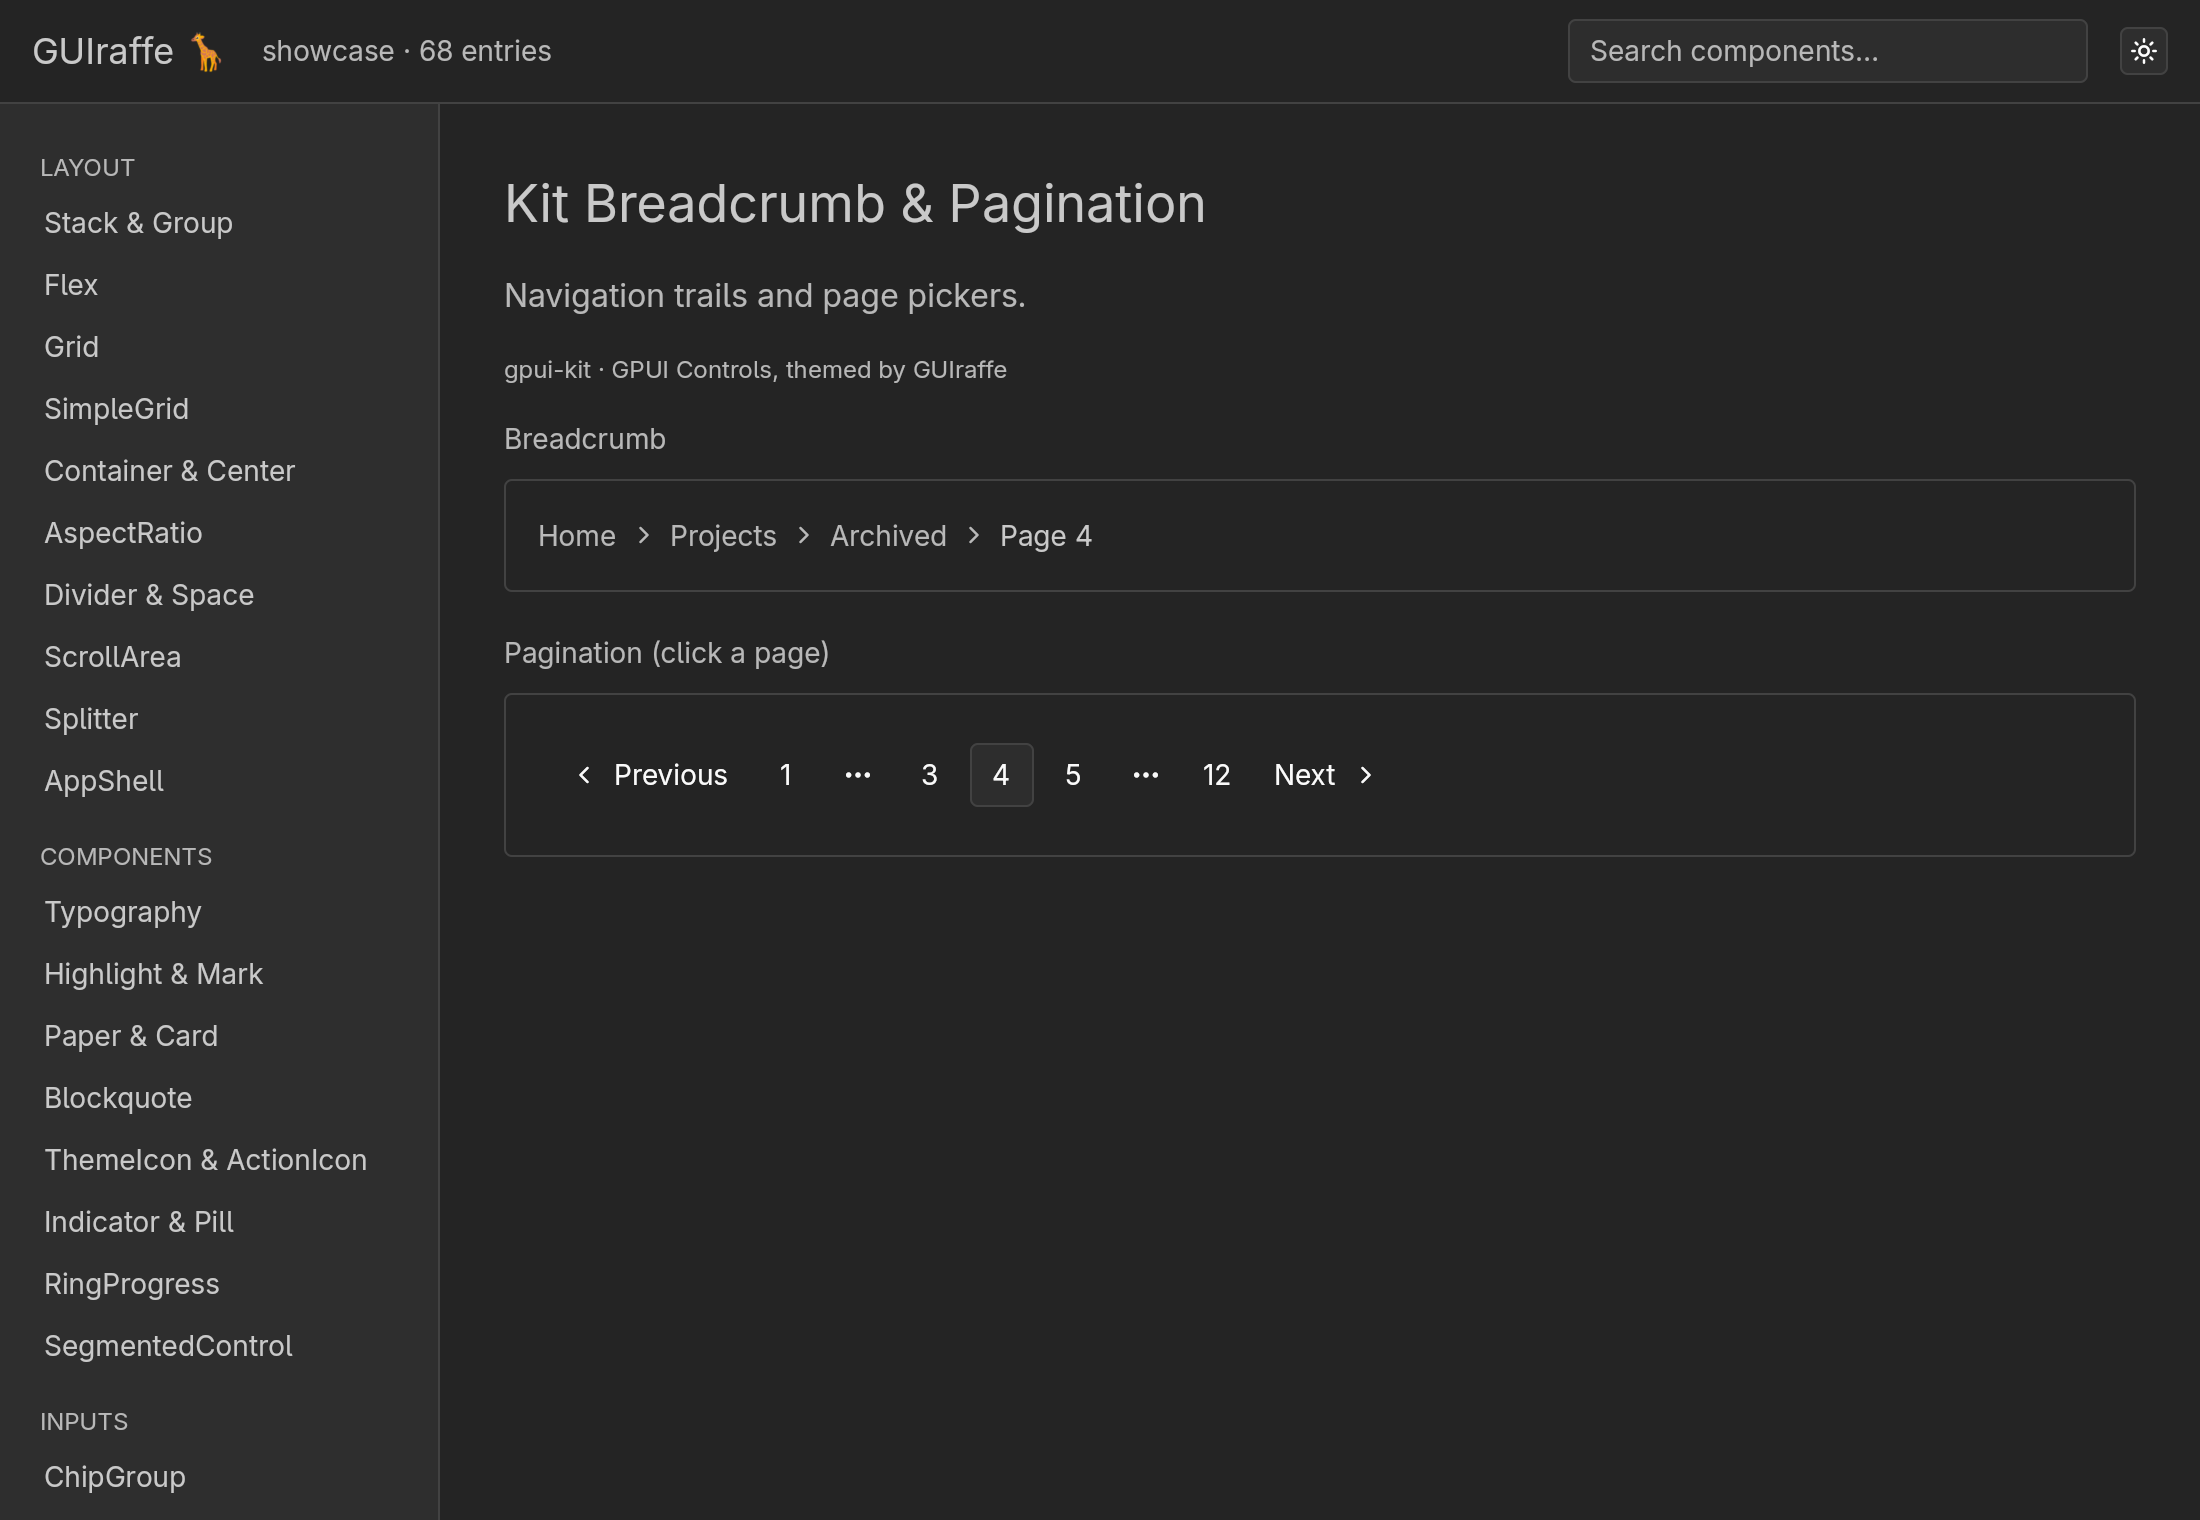 GUIraffe 🦒 showcase · 68 entries Search components...
LAYOUT
Stack & Group
Flex
Grid
SimpleGrid
Container & Center
AspectRatio
Divider & Space
ScrollArea
Splitter
AppShell
COMPONENTS
Typography
Highlight & Mark
Paper & Card
Blockquote
ThemeIcon & ActionIcon
Indicator & Pill
RingProgress
SegmentedControl
INPUTS
ChipGroup
Kit Breadcrumb & Pagination
Navigation trails and page pickers.
gpui-kit · GPUI Controls, themed by GUIraffe
Breadcrumb
Home > Projects > Archived > Page 4
Pagination (click a page)
< Previous 1 ••• 3 4 5 ••• 12 Next >